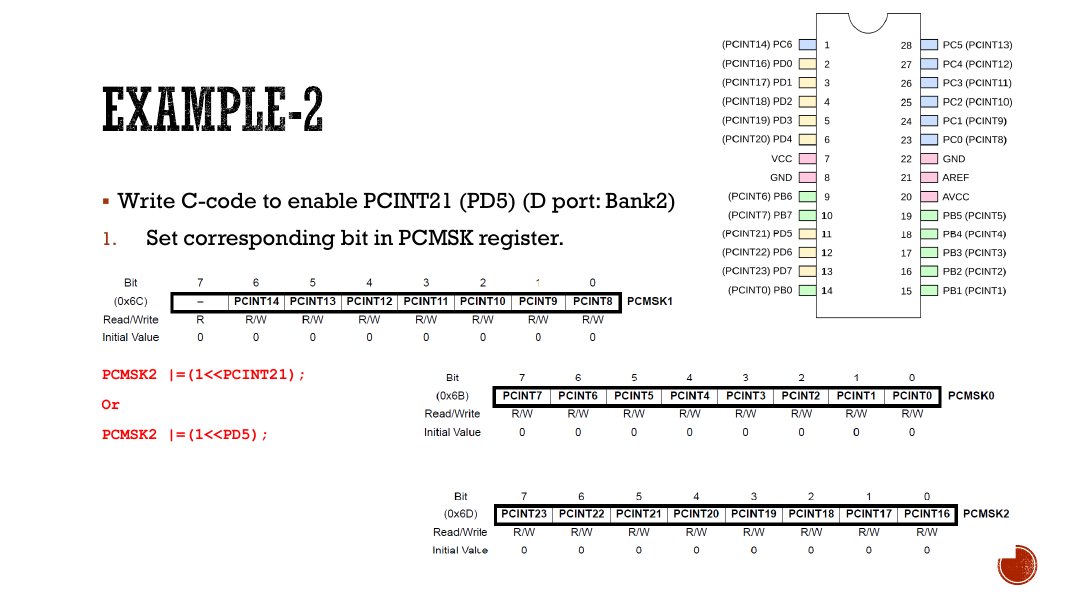 EXAMPLE-2
▪ Write C-code to enable PCINT21 (PD5) (D port: Bank2)
1. Set corresponding bit in PCMSK register.
Bit 7 6 5 4 3 2 1 0
(0x6C) – PCINT14 PCINT13 PCINT12 PCINT11 PCINT10 PCINT9 PCINT8 PCMSK1
Read/Write R R/W R/W R/W R/W R/W R/W R/W
Initial Value 0 0 0 0 0 0 0 0
PCMSK2 |=(1<<PCINT21);
Or
PCMSK2 |=(1<<PD5);
(PCINT14) PC6 1 28 PC5 (PCINT13)
(PCINT16) PD0 2 27 PC4 (PCINT12)
(PCINT17) PD1 3 26 PC3 (PCINT11)
(PCINT18) PD2 4 25 PC2 (PCINT10)
(PCINT19) PD3 5 24 PC1 (PCINT9)
(PCINT20) PD4 6 23 PC0 (PCINT8)
VCC 7 22 GND
GND 8 21 AREF
(PCINT6) PB6 9 20 AVCC
(PCINT7) PB7 10 19 PB5 (PCINT5)
(PCINT21) PD5 11 18 PB4 (PCINT4)
(PCINT22) PD6 12 17 PB3 (PCINT3)
(PCINT23) PD7 13 16 PB2 (PCINT2)
(PCINT0) PB0 14 15 PB1 (PCINT1)
Bit 7 6 5 4 3 2 1 0
(0x6B) PCINT7 PCINT6 PCINT5 PCINT4 PCINT3 PCINT2 PCINT1 PCINT0 PCMSK0
Read/Write R/W R/W R/W R/W R/W R/W R/W R/W
Initial Value 0 0 0 0 0 0 0 0
Bit 7 6 5 4 3 2 1 0
(0x6D) PCINT23 PCINT22 PCINT21 PCINT20 PCINT19 PCINT18 PCINT17 PCINT16 PCMSK2
Read/Write R/W R/W R/W R/W R/W R/W R/W R/W
Initial Value 0 0 0 0 0 0 0 0